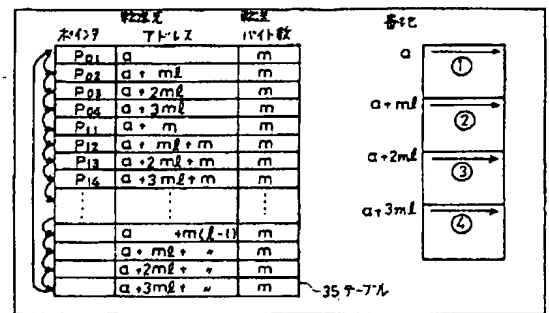 ポインタ 転送先アドレス 転送バイト数
P01 a m
P02 a + ml m
P03 a + 2ml m
P04 a + 3ml m
P11 a + m m
P12 a + ml + m m
P13 a + 2ml + m m
P14 a + 3ml + m m
a +m(l-1) m
a + ml + 〃 m
a + 2ml + 〃 m
a + 3ml + 〃 m
35 テーブル
番地
a ①
a + ml ②
a + 2ml ③
a + 3ml ④